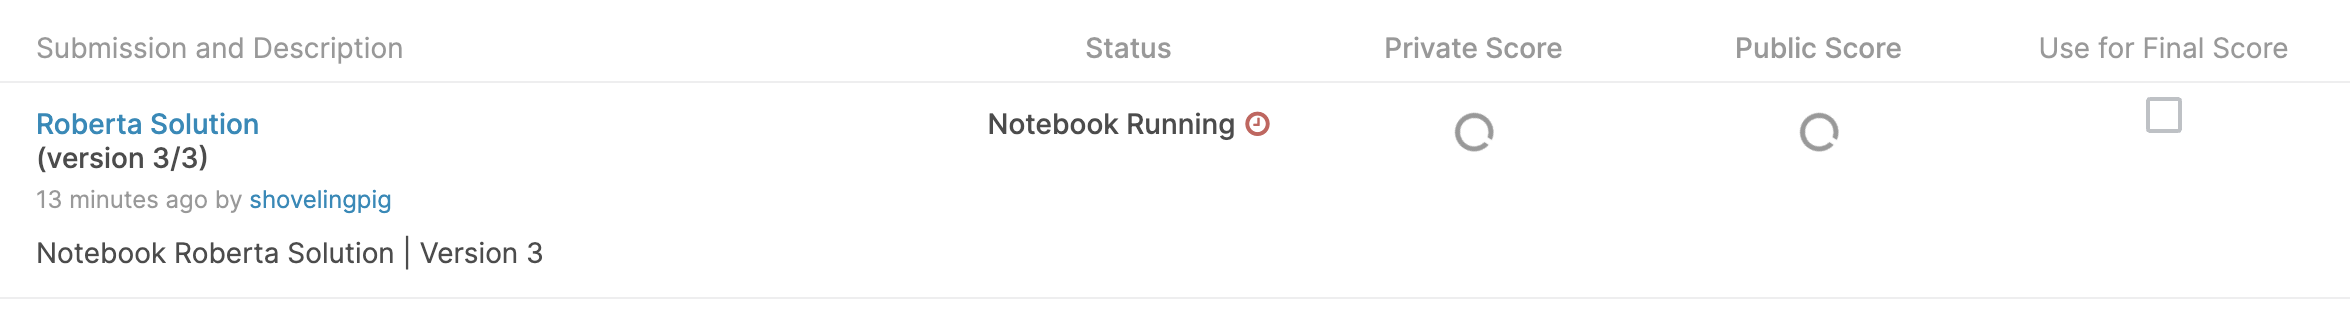 Submission and Description Status Private Score Public Score Use for Final Score
Roberta Solution Notebook Running
(version 3/3)
13 minutes ago by shovelingpig
Notebook Roberta Solution | Version 3